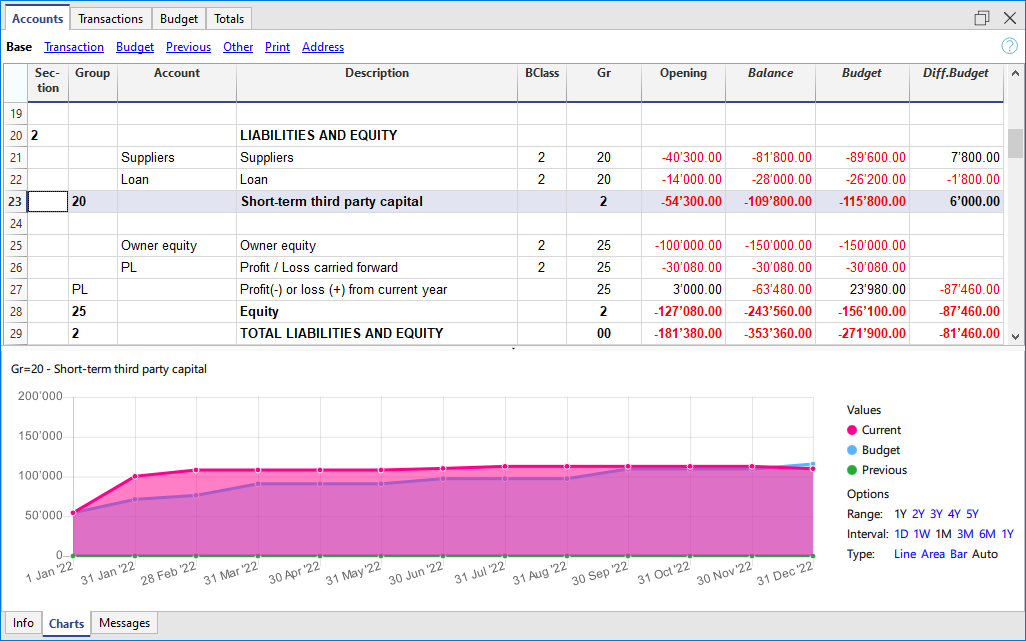 Accounts Transactions Budget Totals
Base Transaction Budget Previous Other Print Address ?
Sec-tion Group Account Description BClass Gr Opening Balance Budget Diff.Budget
19
20 2 LIABILITIES AND EQUITY
21 Suppliers Suppliers 2 20 -40’300.00 -81’800.00 -89’600.00 7’800.00
22 Loan Loan 2 20 -14’000.00 -28’000.00 -26’200.00 -1’800.00
23 20 Short-term third party capital 2 -54’300.00 -109’800.00 -115’800.00 6’000.00
24
25 Owner equity Owner equity 2 25 -100’000.00 -150’000.00 -150’000.00
26 PL Profit / Loss carried forward 2 25 -30’080.00 -30’080.00 -30’080.00
27 PL Profit(-) or loss (+) from current year 25 3’000.00 -63’480.00 23’980.00 -87’460.00
28 25 Equity 2 -127’080.00 -243’560.00 -156’100.00 -87’460.00
29 2 TOTAL LIABILITIES AND EQUITY 00 -181’380.00 -353’360.00 -271’900.00 -81’460.00
Gr=20 - Short-term third party capital
200’000
150’000
100’000
50’000
0
1 Jan '22 31 Jan '22 28 Feb '22 31 Mar '22 30 Apr '22 31 May '22 30 Jun '22 31 Jul '22 31 Aug '22 30 Sep '22 31 Oct '22 30 Nov '22 31 Dec '22
Values
Current
Budget
Previous
Options
Range: 1Y 2Y 3Y 4Y 5Y
Interval: 1D 1W 1M 3M 6M 1Y
Type: Line Area Bar Auto
Info Charts Messages